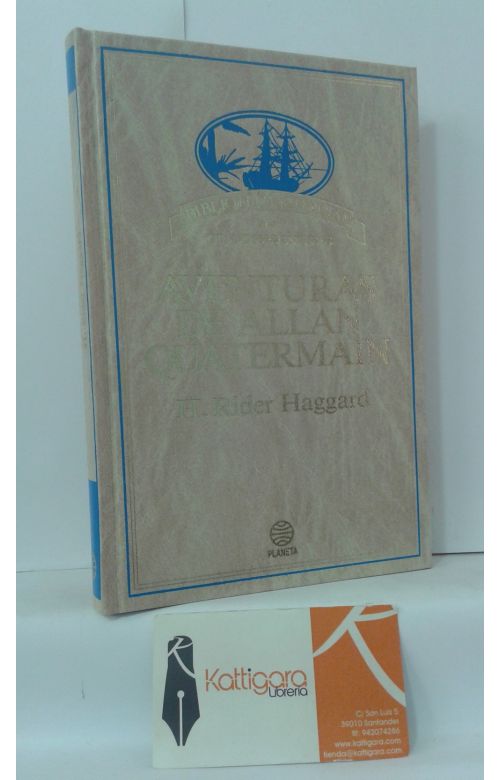 AVENTURAS
DE ALLAN
QUATERMAIN
H. Rider Haggard
PLANETA
K
Kattigara
Librería
C/ San Luis 5
39010 Santander
tlf: 942074286
www.kattigara.com
tienda@kattigara.com